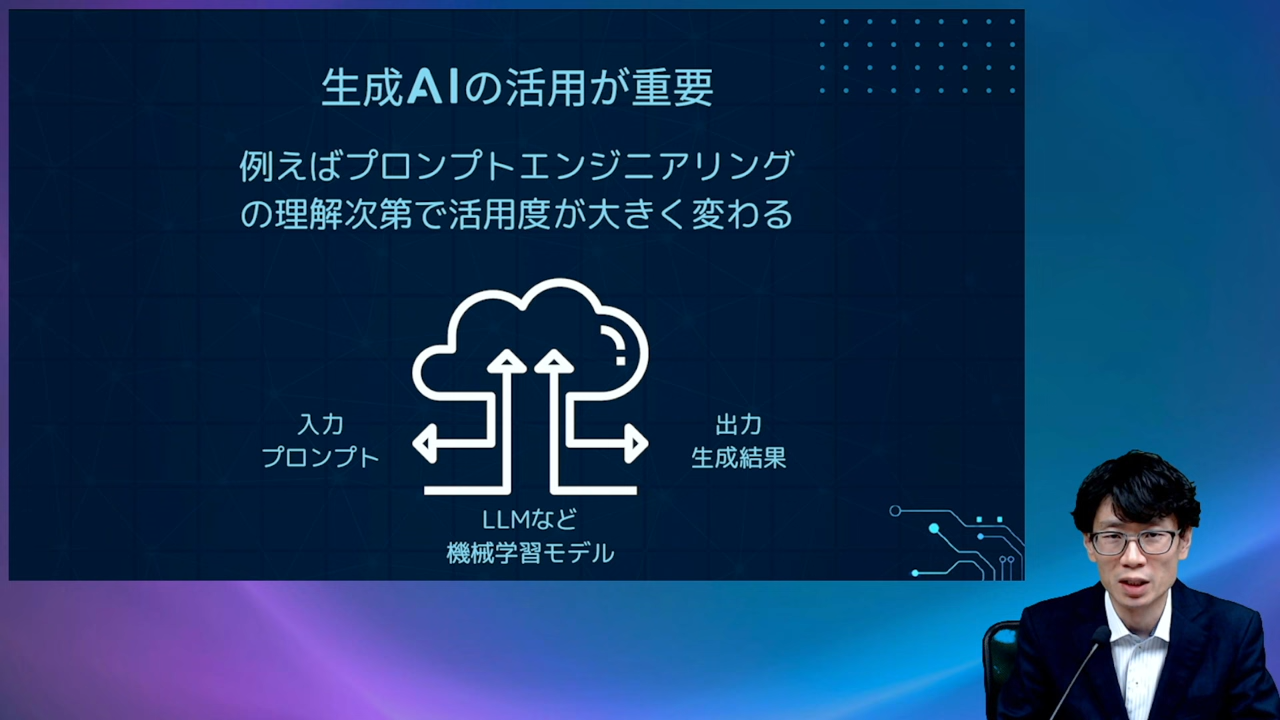 生成AIの活用が重要
例えばプロンプトエンジニアリング
の理解次第で活用度が大きく変わる
入力
プロンプト
出力
生成結果
LLMなど
機械学習モデル